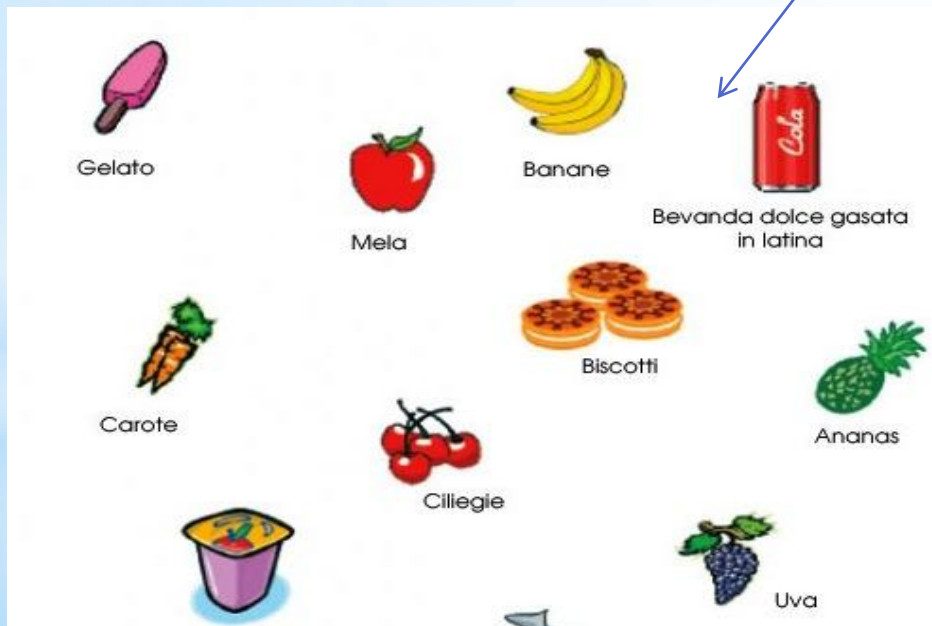 Gelato
Mela
Banane
Cola
Bevanda dolce gasata
in latina
Biscotti
Carote
Ananas
Ciliegie
Uva